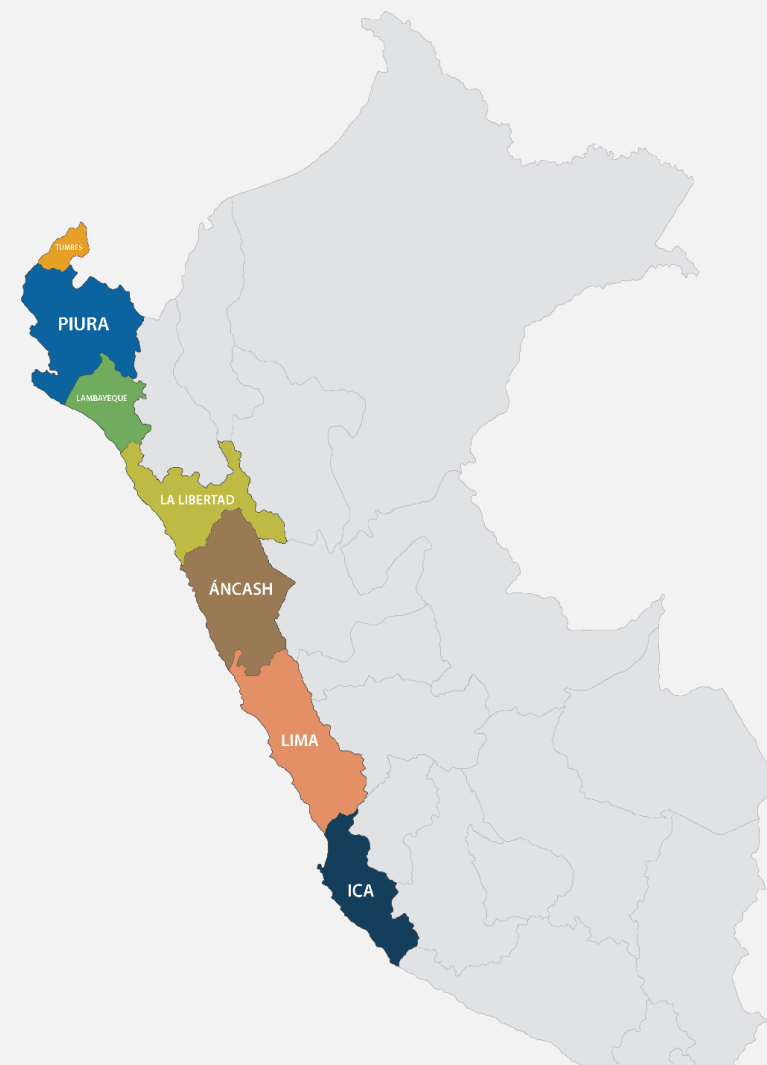 TUMBES
PIURA
LAMBAYEQUE
LA LIBERTAD
ÁNCASH
LIMA
ICA